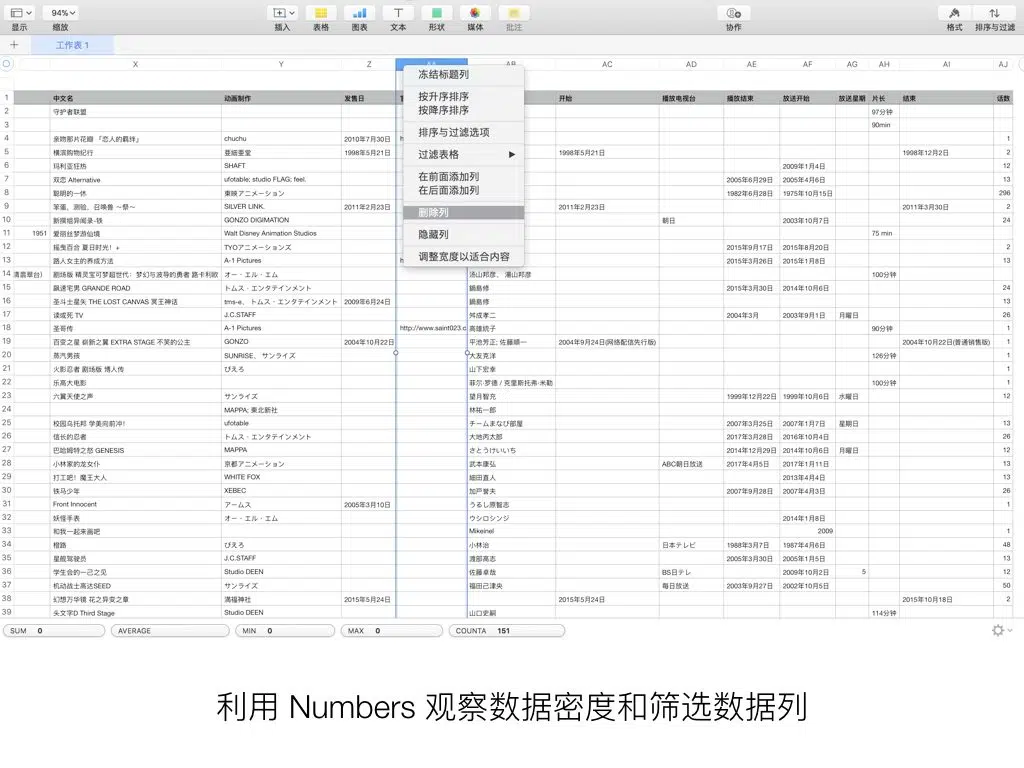 94%
显示 缩放 插入 表格 图表 文本 形状 媒体 批注 协作 格式 排序与过滤
+ 工作表 1
X Y Z AA AB AC AD AE AF AG AH AI AJ
1 中文名 动画制作 发售日 开始 播放电视台 播放结束 放送开始 放送星期 片长 结束 话数
2 守护者联盟 97分钟
3 90min
4 亲吻那片花瓣 「恋人的羁绊」 chuchu 2010年7月30日 1
5 横滨购物纪行 亜細亜堂 1998年5月21日 1998年5月21日 1998年12月2日 2
6 玛利亚狂热 SHAFT 2009年1月4日 12
7 双恋 Alternative ufotable; studio FLAG; feel. 2005年6月29日 2005年4月6日 13
8 聪明的一休 東映アニメーション 1982年6月28日 1975年10月15日 296
9 笨蛋、测验、召唤兽 ~祭~ SILVER LINK. 2011年2月23日 2011年2月23日 2011年3月30日 2
10 新撰组异闻录-铁 GONZO DIGIMATION 朝日 2003年10月7日 24
11 1951 爱丽丝梦游仙境 Walt Disney Animation Studios 75 min
12 摇曳百合 夏日时光！+ TYOアニメーションズ 2015年9月17日 2015年8月20日 2
13 路人女主的养成方法 A-1 Pictures 2015年3月26日 2015年1月8日 13
14 剧场版 精灵宝可梦超世代：梦幻与波导的勇者 路卡利欧 オー・エル・エム 湯山邦彦、 100分钟
15 飙速宅男 GRANDE ROAD トムス・エンタテインメント 鍋島修 2015年3月30日 2014年10月6日 24
16 圣斗士星矢 THE LOST CANVAS 冥王神话 tms-e、トムス・エンタテインメント 2009年6月24日 鍋島修 13
17 读或死 TV J.C.STAFF 舛成孝二 2004年3月 2003年9月1日 月曜日 26
18 圣哥传 A-1 Pictures http://www.saint023.c 高雄統子 90分钟 1
19 百变之星 崭新之翼 EXTRA STAGE 不笑的公主 GONZO 2004年10月22日 平池芳正; 佐藤順一 2004年9月24日(网络配信先行版) 2004年10月22日(普通销售版) 1
20 蒸汽男孩 SUNRISE、 サンライズ 大友克洋 126分钟 1
21 火影忍者 剧场版 博人传 ぴえろ 山下宏幸 1
22 乐高大电影 菲尔·罗德 / 克里斯托弗·米勒 100分钟 1
23 六翼天使之声 サンライズ 望月智充 1999年12月22日 1999年10月6日 水曜日 12
24 MAPPA; 東北新社 林祐一郎
25 校园乌托邦 学美向前冲！ ufotable チームまなび部屋 2007年3月25日 2007年1月7日 星期日 13
26 信长的忍者 トムス・エンタテインメント 大地丙太郎 2017年3月28日 2016年10月4日 26
27 巴哈姆特之怒 GENESIS MAPPA さとうけいいち 2014年12月29日 2014年10月6日 月曜日 12
28 小林家的龙女仆 京都アニメーション 武本康弘 ABC朝日放送 2017年4月5日 2017年1月11日 13
29 打工吧！魔王大人 WHITE FOX 細田直人 2013年4月4日 13
30 铁马少年 XEBEC 加戸誉夫 2007年9月28日 2007年4月3日 26
31 Front Innocent アームス 2005年3月10日 うるし原智志 1
32 妖怪手表 オー・エル・エム ウシロシンジ 2014年1月8日
33 和我一起来画吧 Mikeinel 2009 1
34 橙路 ぴえろ 小林治 日本テレビ 1988年3月7日 1987年4月6日 48
35 星舰驾驶员 J.C.STAFF 渡部高志 2005年3月30日 2005年1月5日 13
36 学生会的一己之见 Studio DEEN 佐藤卓哉 BS日テレ 2009年10月2日 5 12
37 机动战士高达SEED サンライズ 福田己津央 毎日放送 2003年9月27日 2002年10月5日 50
38 幻想万华镜 花之异变之章 満福神社 2015年5月24日 2015年5月24日 2015年10月18日 2
39 头文字D Third Stage Studio DEEN 山口史嗣 114分钟
冻结标题列
按升序排序
按降序排序
排序与过滤选项
过滤表格
在前面添加列
在后面添加列
删除列
隐藏列
调整宽度以适合内容
SUM 0 AVERAGE MIN 0 MAX 0 COUNTA 151
利用 Numbers 观察数据密度和筛选数据列